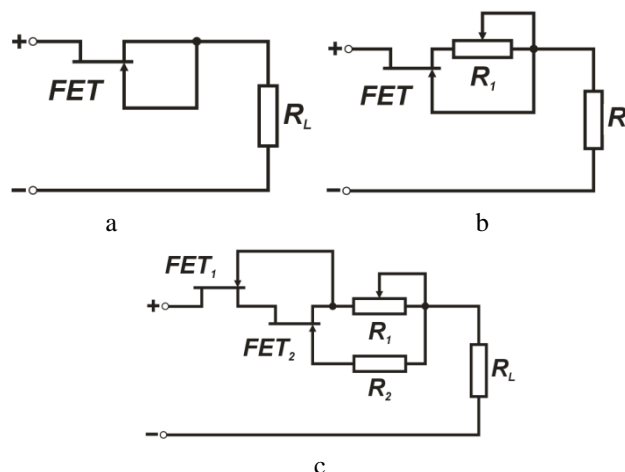 +
FET
R_L
−
a
+
R_1
FET
R
−
b
FET_1
+
FET_2
R_1
R_2
R_L
−
c